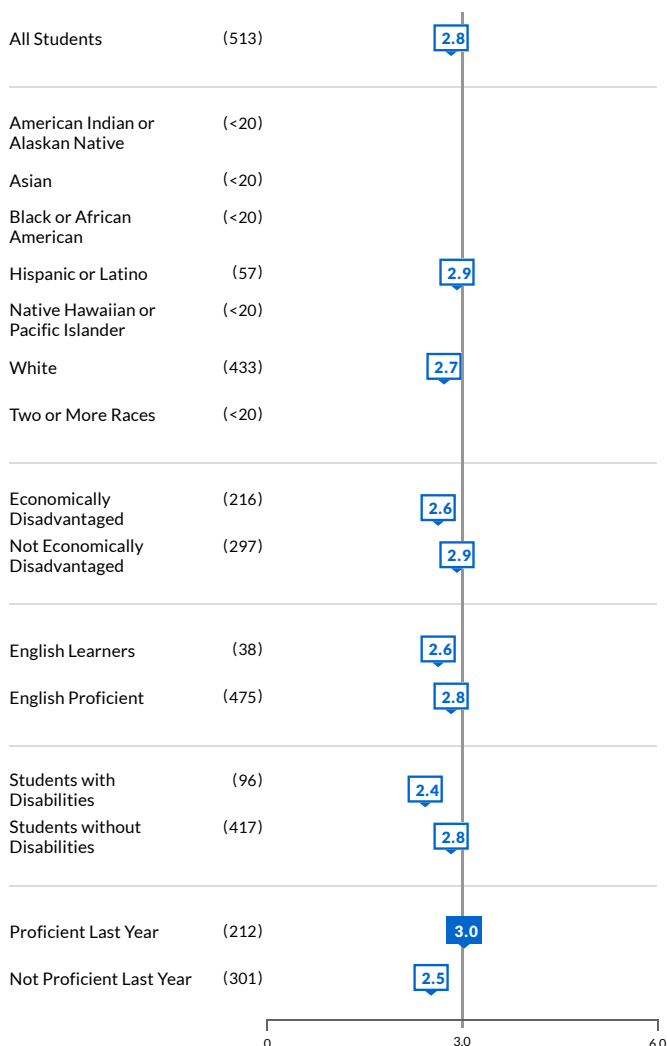 All Students (513) 2.8
American Indian or (<20)
Alaskan Native
Asian (<20)
Black or African (<20)
American
Hispanic or Latino (57) 2.9
Native Hawaiian or (<20)
Pacific Islander
White (433) 2.7
Two or More Races (<20)
Economically (216) 2.6
Disadvantaged
Not Economically (297) 2.9
Disadvantaged
English Learners (38) 2.6
English Proficient (475) 2.8
Students with (96) 2.4
Disabilities
Students without (417) 2.8
Disabilities
Proficient Last Year (212) 3.0
Not Proficient Last Year (301) 2.5
0 3.0 6.0